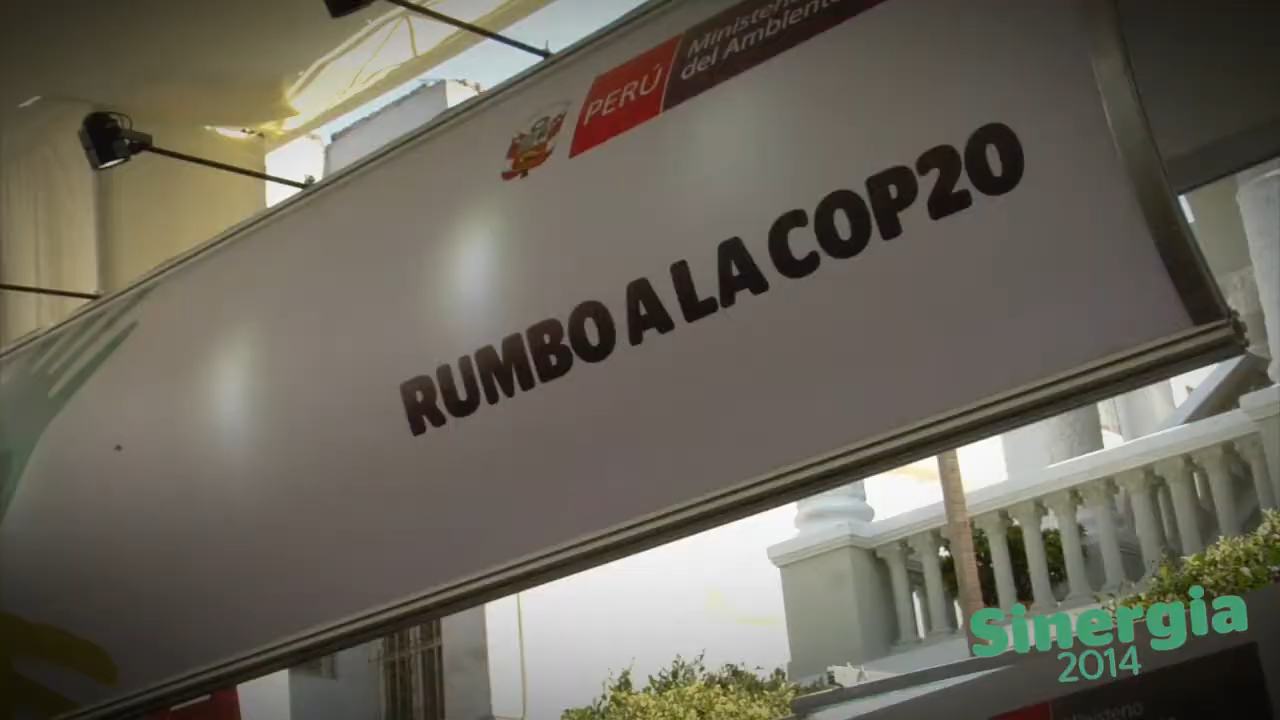 PERÚ
Ministerio
del Ambiente
RUMBO A LA COP20
Sinergia
2014